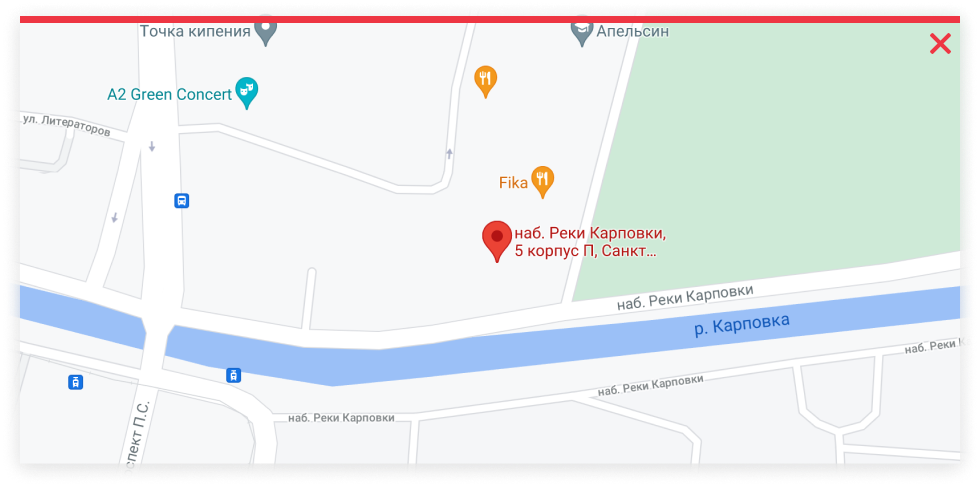 Точка кипения
Апельсин
A2 Green Concert
ул. Литераторов
Fika
наб. Реки Карповки,
5 корпус П, Санкт...
наб. Реки Карповки
р. Карповка
наб. Реки К
наб. Реки Карповки
наб. Реки Карповки
спект П.С.